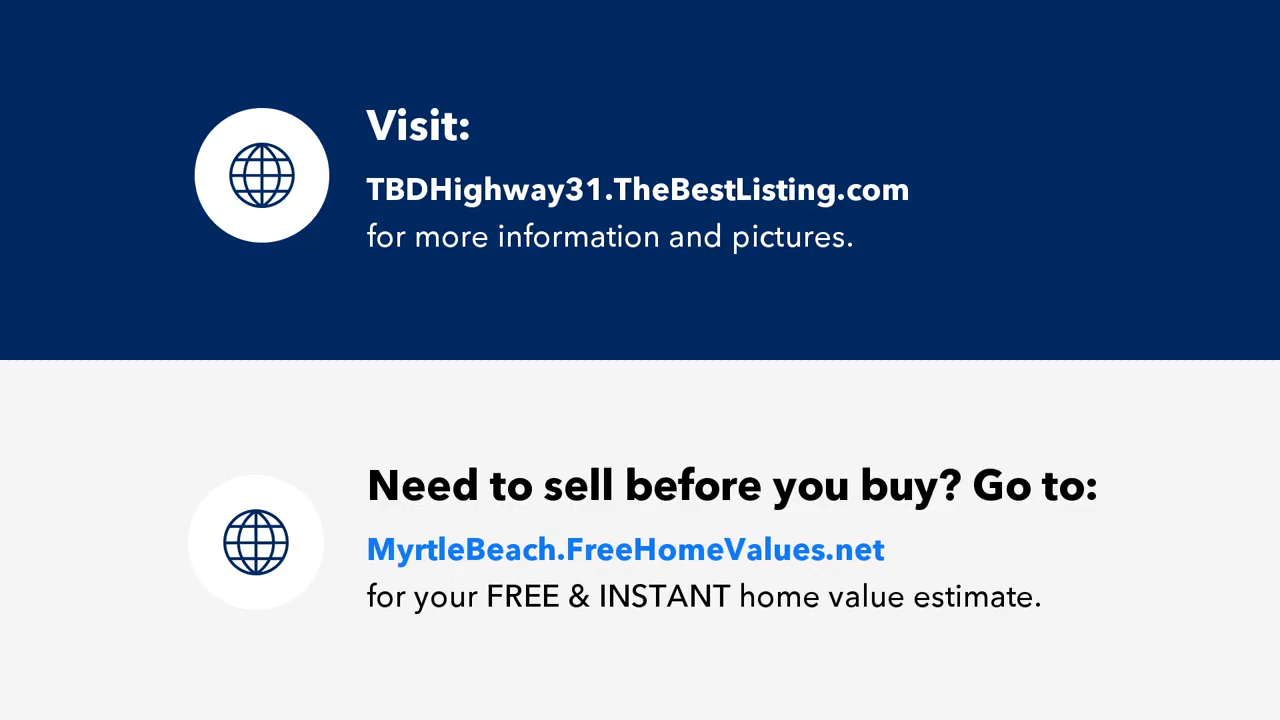 Visit:
TBDHighway31.TheBestListing.com
for more information and pictures.
Need to sell before you buy? Go to:
MyrtleBeach.FreeHomeValues.net
for your FREE & INSTANT home value estimate.